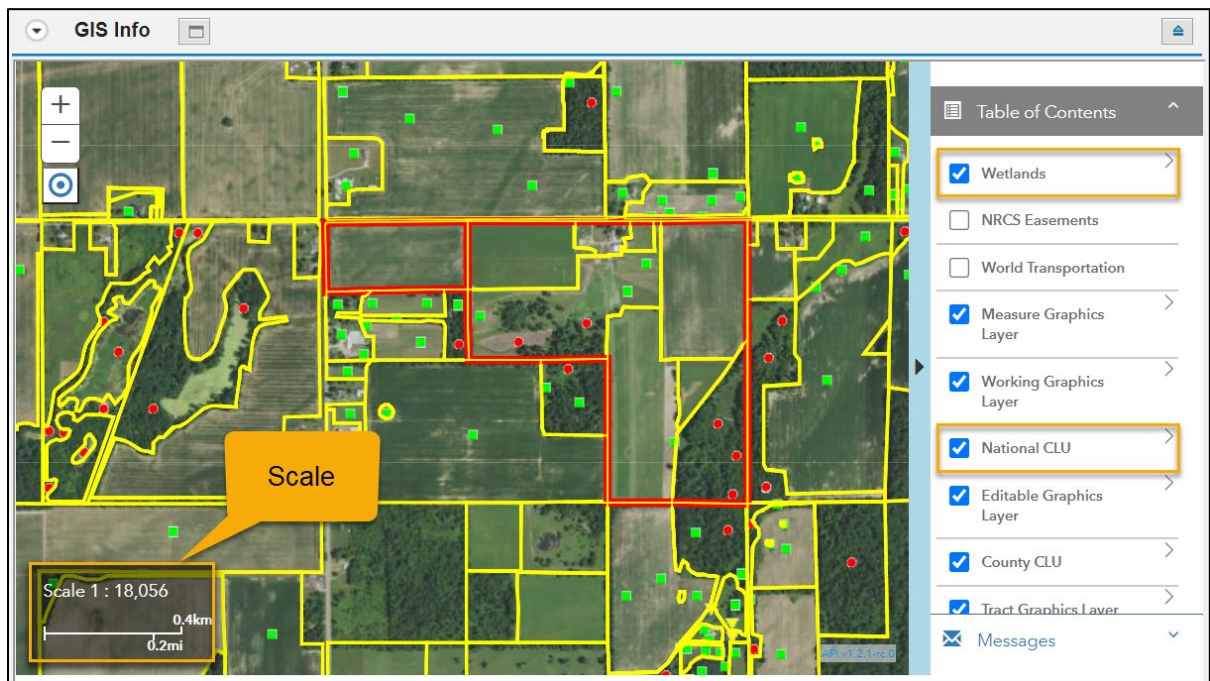 GIS Info
+
−
Scale
Scale 1 : 18,056
0.4km
0.2mi
API v1.2.1-rc.0
Table of Contents
Wetlands
NRCS Easements
World Transportation
Measure Graphics
Layer
Working Graphics
Layer
National CLU
Editable Graphics
Layer
County CLU
Tract Graphics Layer
Messages